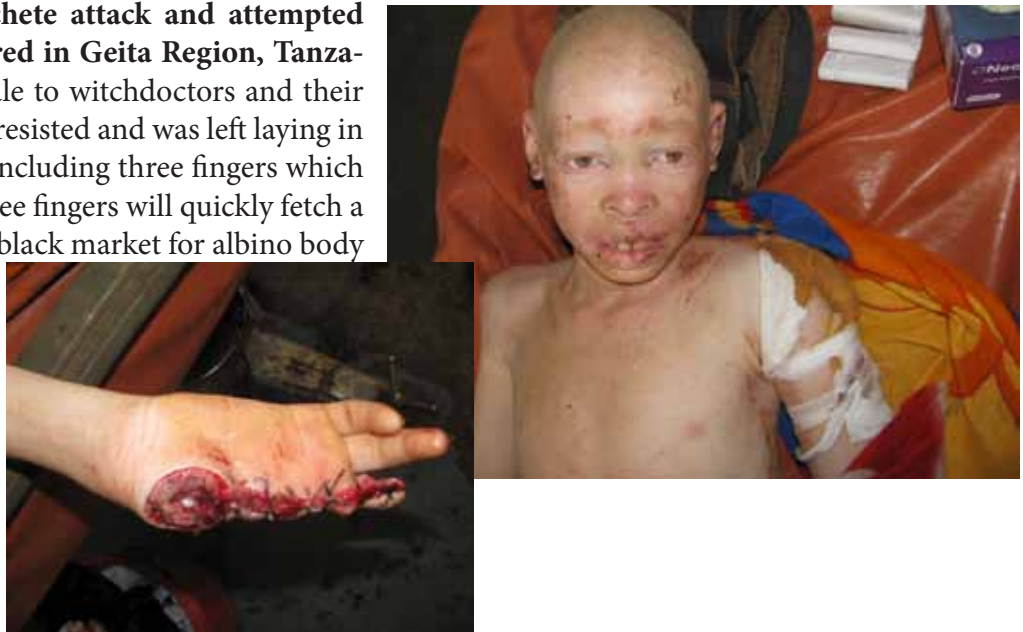 chete attack and attempted
red in Geita Region, Tanza-
le to witchdoctors and their
resisted and was left laying in
ncluding three fingers which
ee fingers will quickly fetch a
black market for albino body